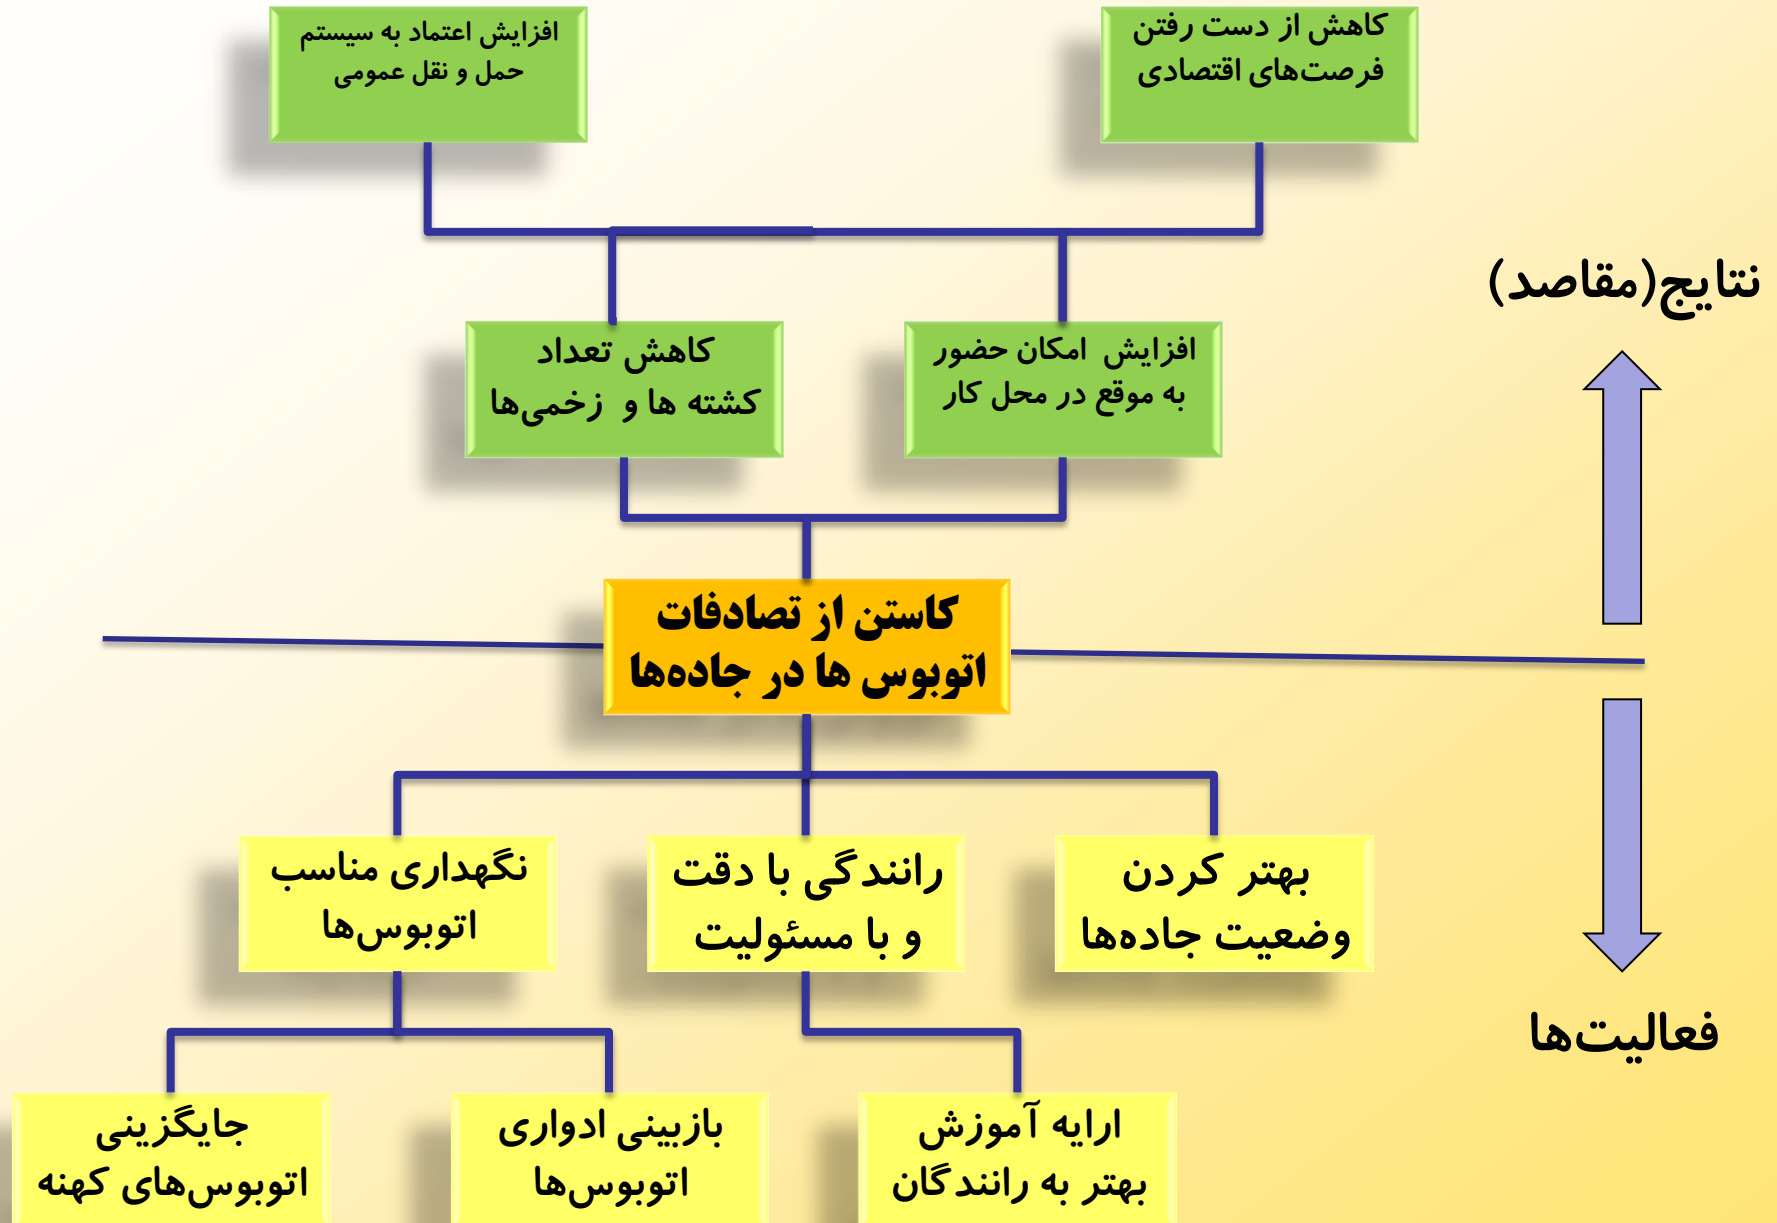 کاهش از دست رفتن
فرصت‌های اقتصادی
افزایش اعتماد به سیستم
حمل و نقل عمومی
نتایج(مقاصد)
افزایش امکان حضور
به موقع در محل کار
کاهش تعداد
کشته ها و زخمی‌ها
کاستن از تصادفات
اتوبوس ها در جاده‌ها
بهتر کردن
وضعیت جاده‌ها
رانندگی با دقت
و با مسئولیت
نگهداری مناسب
اتوبوس‌ها
فعالیت‌ها
ارایه آموزش
بهتر به رانندگان
بازبینی ادواری
اتوبوس‌ها
جایگزینی
اتوبوس‌های کهنه